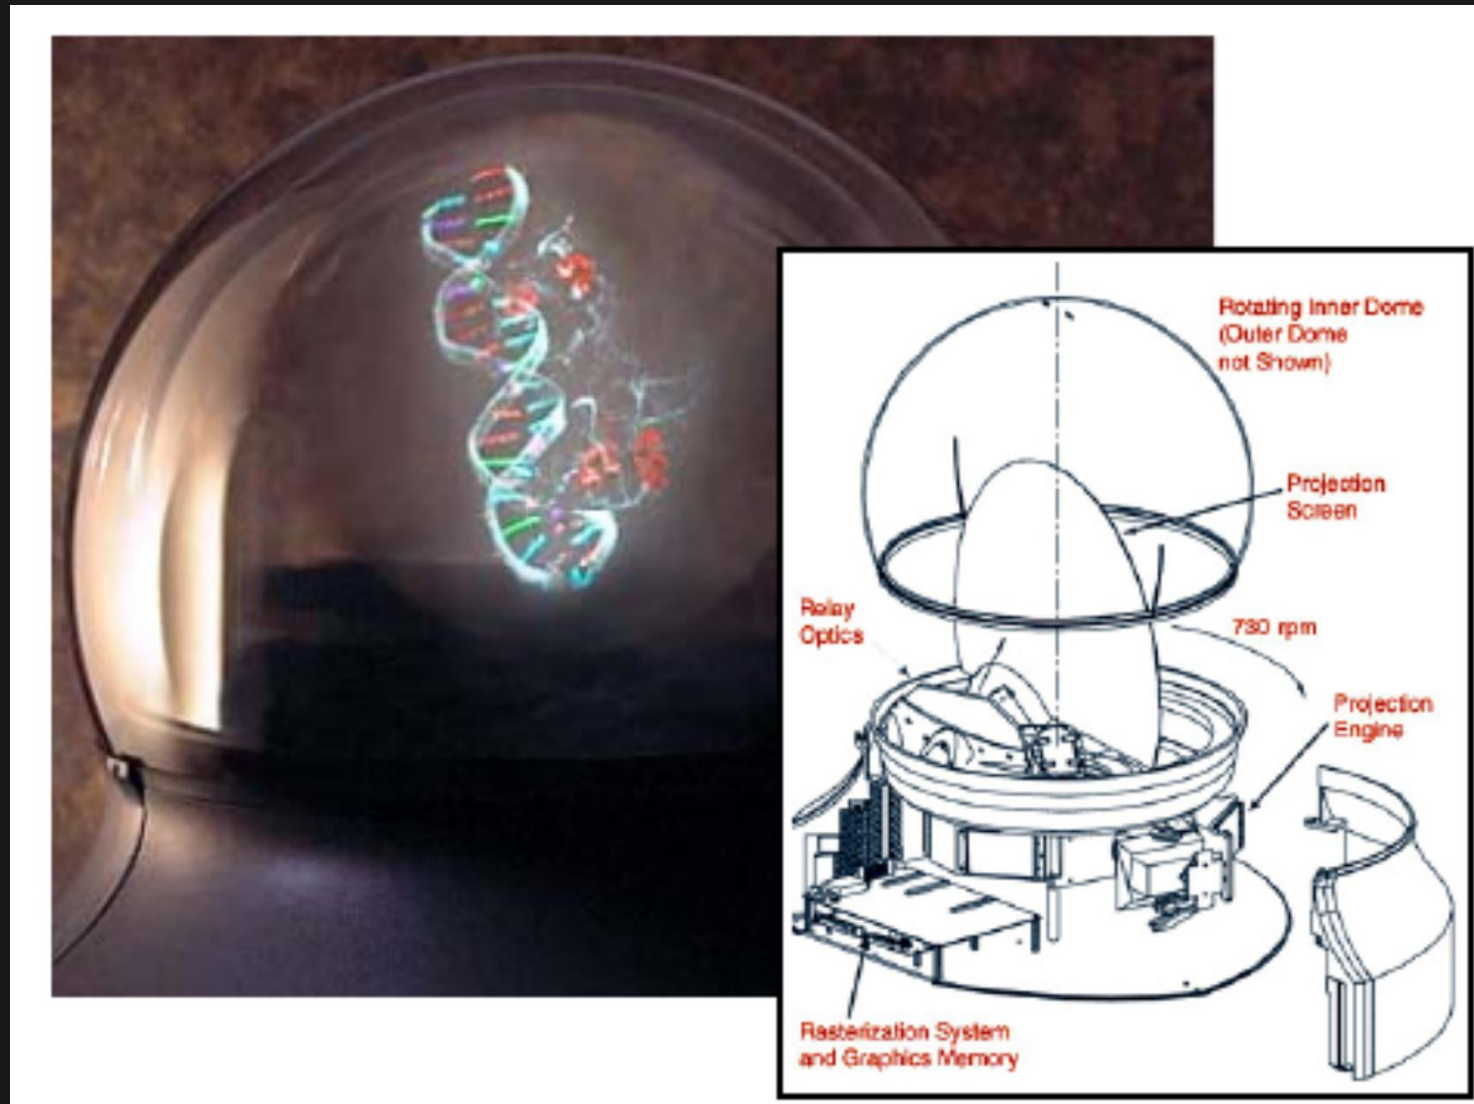 Rotating Inner Dome
(Outer Dome
not Shown)
Projection
Screen
Relay
Optics
730 rpm
Projection
Engine
Rasterization System
and Graphics Memory